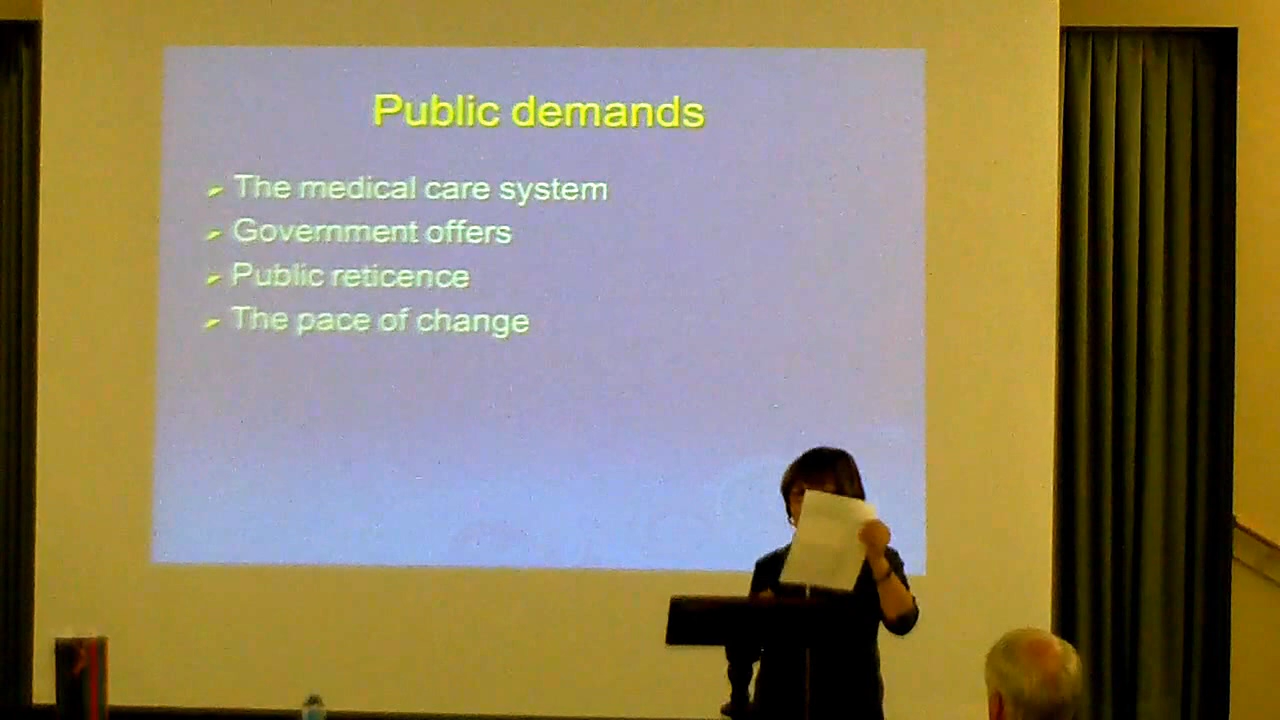 Public demands
The medical care system
Government offers
Public reticence
The pace of change